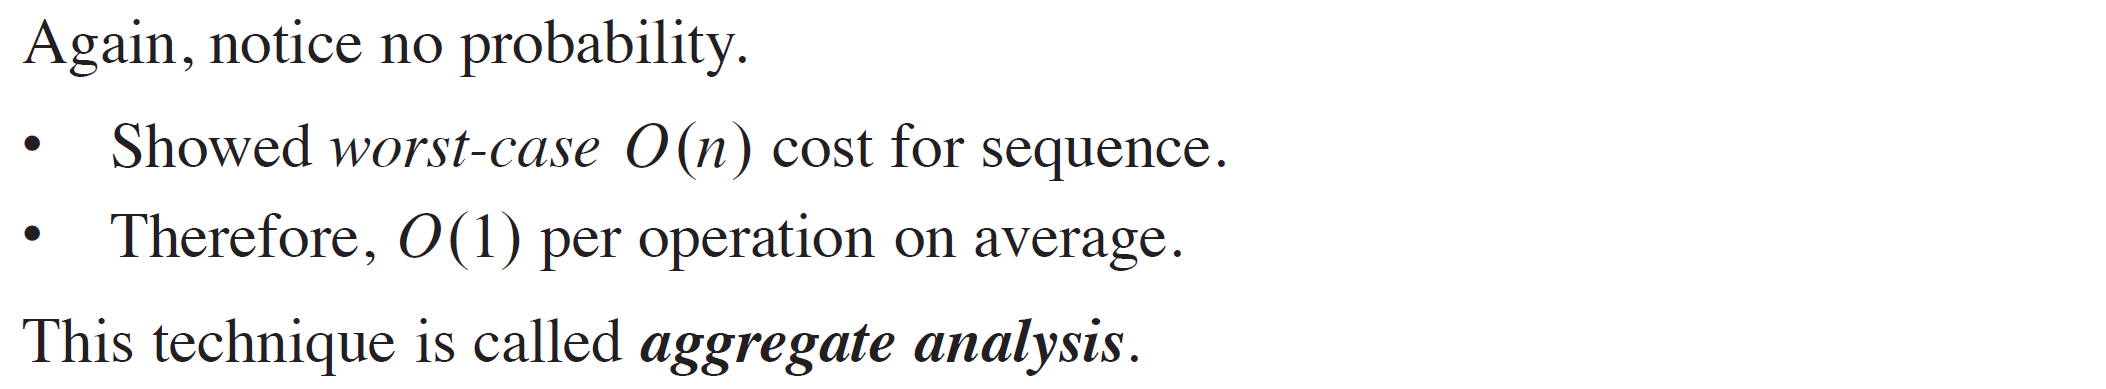 Again, notice no probability.
• Showed worst-case O(n) cost for sequence.
• Therefore, O(1) per operation on average.
This technique is called aggregate analysis.